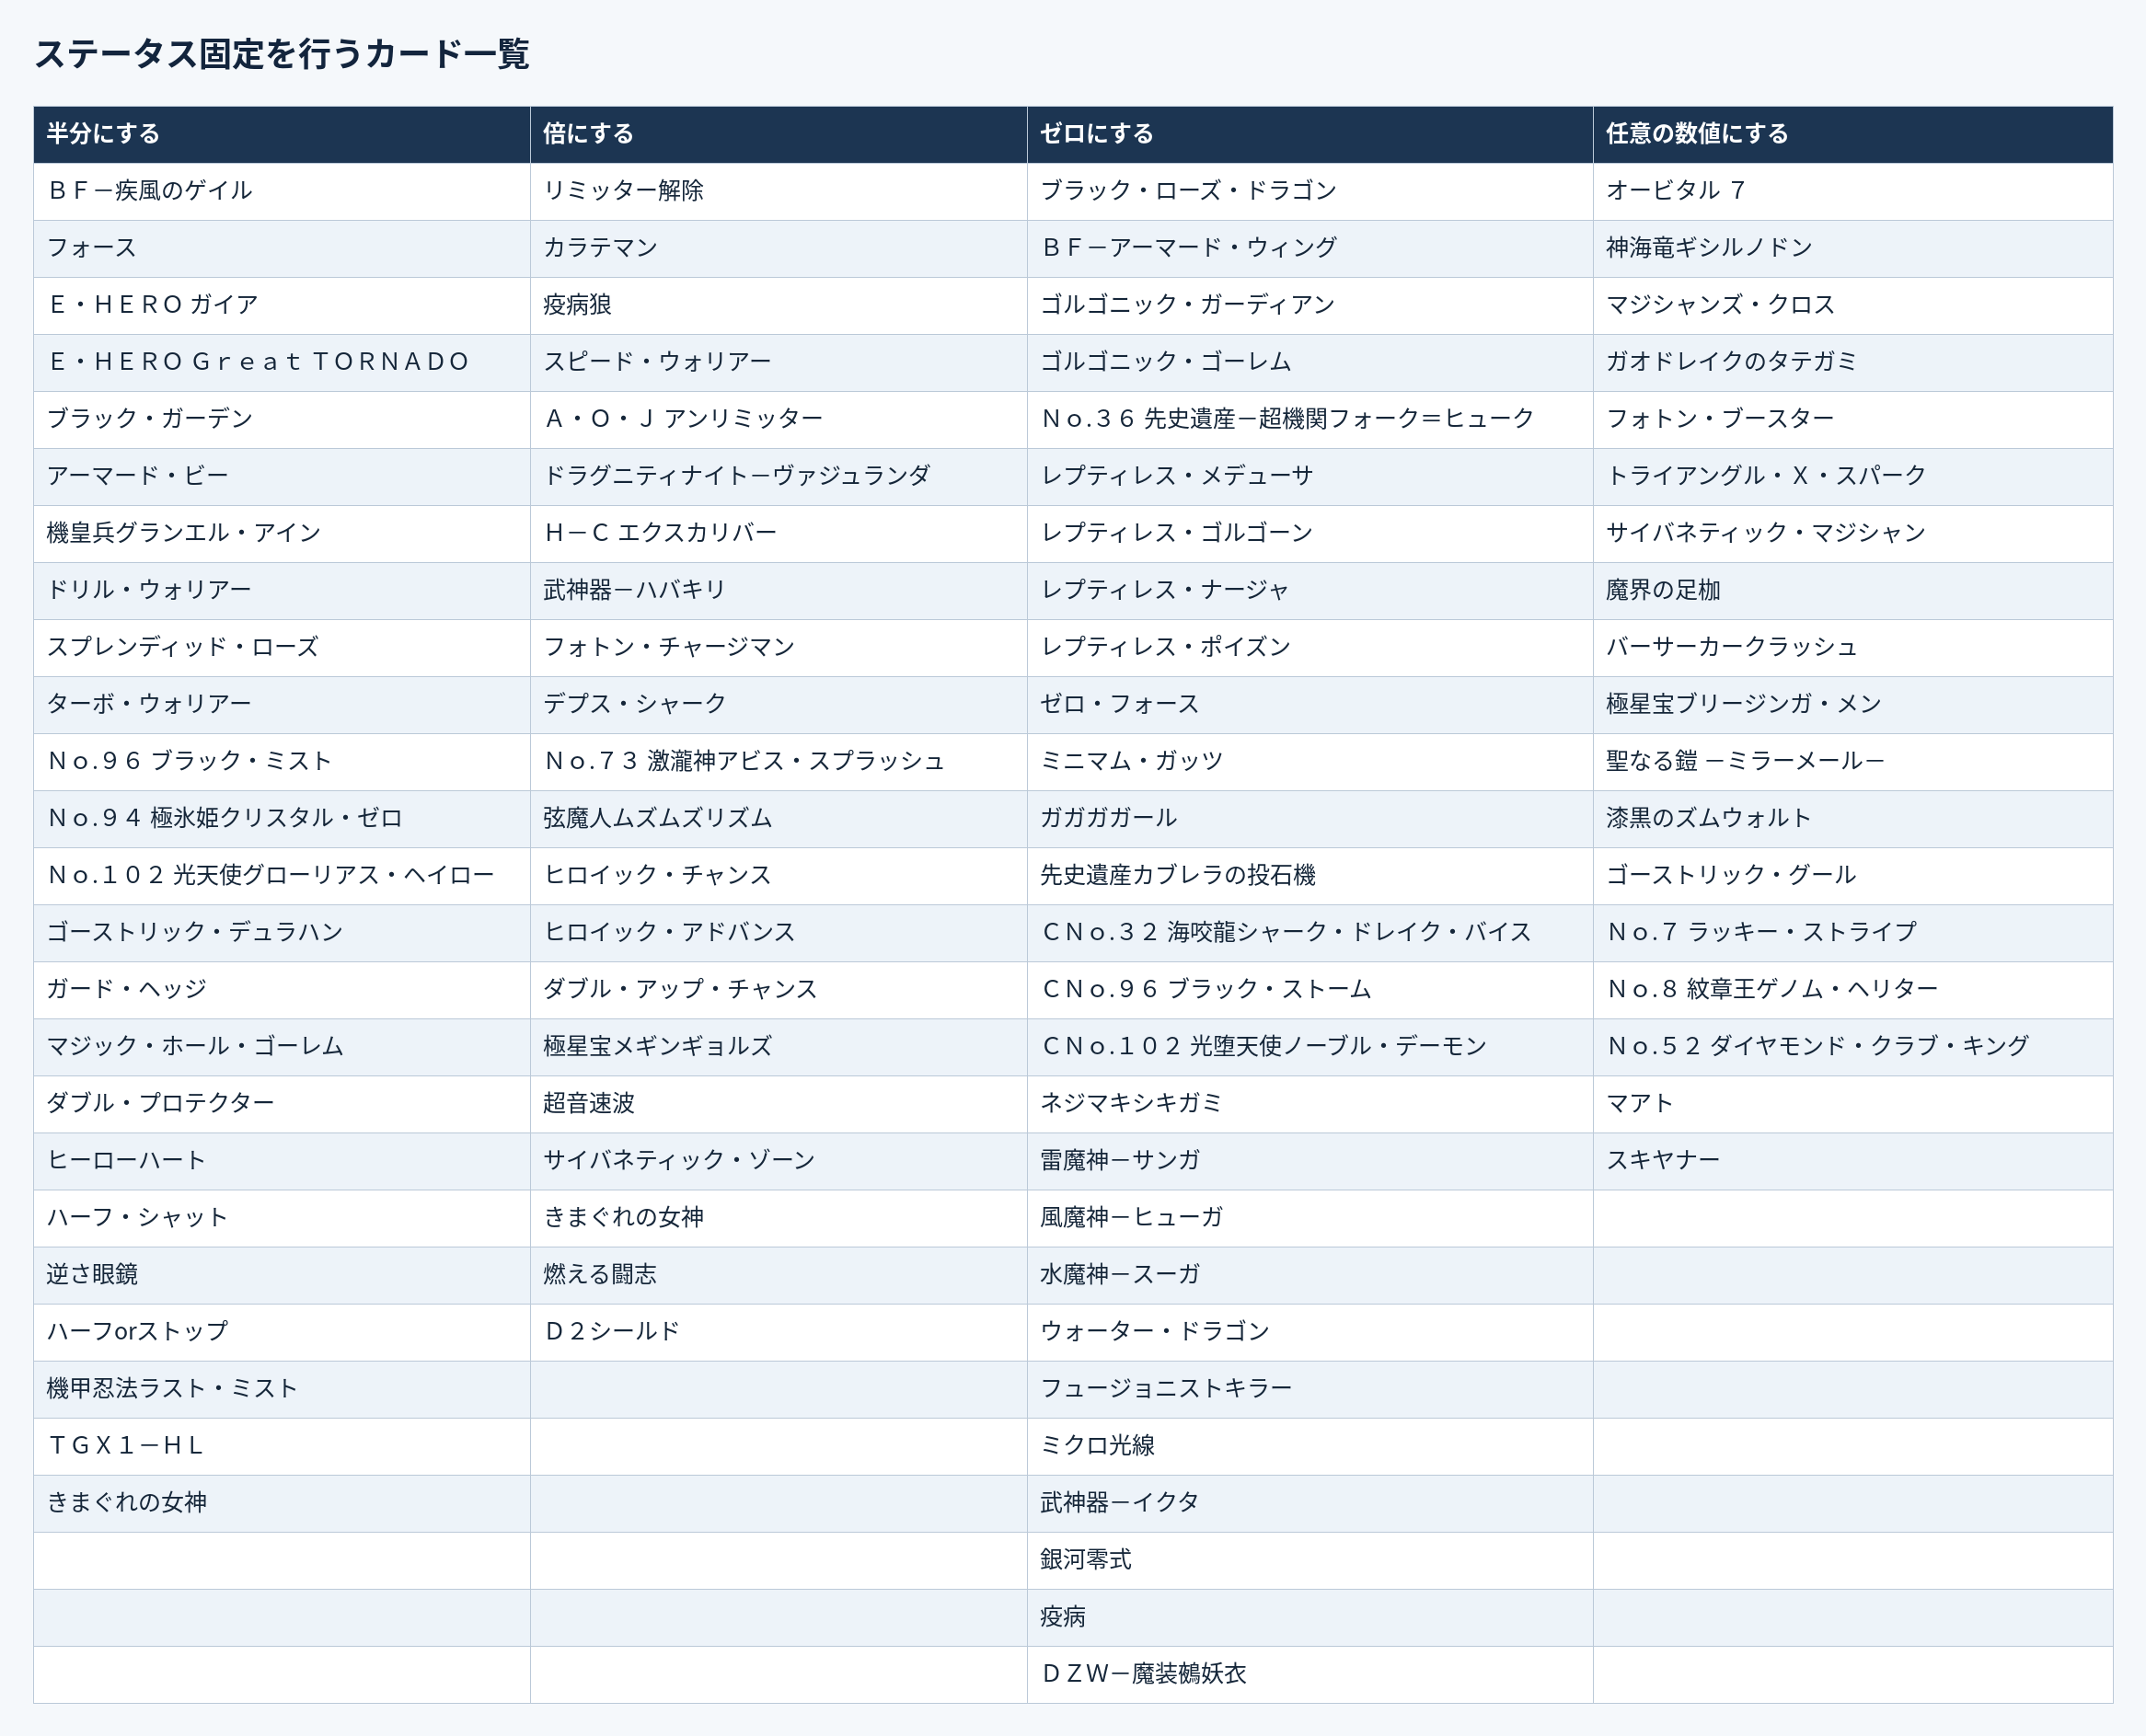 ステータス固定を行うカード一覧
半分にする 倍にする ゼロにする 任意の数値にする
ＢＦ－疾風のゲイル リミッター解除 ブラック・ローズ・ドラゴン オービタル ７
フォース カラテマン ＢＦ－アーマード・ウィング 神海竜ギシルノドン
Ｅ・ＨＥＲＯ ガイア 疫病狼 ゴルゴニック・ガーディアン マジシャンズ・クロス
Ｅ・ＨＥＲＯ Ｇｒｅａｔ ＴＯＲＮＡＤＯ スピード・ウォリアー ゴルゴニック・ゴーレム ガオドレイクのタテガミ
ブラック・ガーデン Ａ・Ｏ・Ｊ アンリミッター Ｎｏ.３６ 先史遺産－超機関フォーク＝ヒューク フォトン・ブースター
アーマード・ビー ドラグニティナイト－ヴァジュランダ レプティレス・メデューサ トライアングル・Ｘ・スパーク
機皇兵グランエル・アイン Ｈ－Ｃ エクスカリバー レプティレス・ゴルゴーン サイバネティック・マジシャン
ドリル・ウォリアー 武神器－ハバキリ レプティレス・ナージャ 魔界の足枷
スプレンディッド・ローズ フォトン・チャージマン レプティレス・ポイズン バーサーカークラッシュ
ターボ・ウォリアー デプス・シャーク ゼロ・フォース 極星宝ブリージンガ・メン
Ｎｏ.９６ ブラック・ミスト Ｎｏ.７３ 激瀧神アビス・スプラッシュ ミニマム・ガッツ 聖なる鎧 －ミラーメール－
Ｎｏ.９４ 極氷姫クリスタル・ゼロ 弦魔人ムズムズリズム ガガガガール 漆黒のズムウォルト
Ｎｏ.１０２ 光天使グローリアス・ヘイロー ヒロイック・チャンス 先史遺産カブレラの投石機 ゴーストリック・グール
ゴーストリック・デュラハン ヒロイック・アドバンス ＣＮｏ.３２ 海咬龍シャーク・ドレイク・バイス Ｎｏ.７ ラッキー・ストライプ
ガード・ヘッジ ダブル・アップ・チャンス ＣＮｏ.９６ ブラック・ストーム Ｎｏ.８ 紋章王ゲノム・ヘリター
マジック・ホール・ゴーレム 極星宝メギンギョルズ ＣＮｏ.１０２ 光堕天使ノーブル・デーモン Ｎｏ.５２ ダイヤモンド・クラブ・キング
ダブル・プロテクター 超音速波 ネジマキシキガミ マアト
ヒーローハート サイバネティック・ゾーン 雷魔神－サンガ スキヤナー
ハーフ・シャット きまぐれの女神 風魔神－ヒューガ
逆さ眼鏡 燃える闘志 水魔神－スーガ
ハーフorストップ Ｄ２シールド ウォーター・ドラゴン
機甲忍法ラスト・ミスト フュージョニストキラー
ＴＧＸ１－ＨＬ ミクロ光線
きまぐれの女神 武神器－イクタ
銀河零式
疫病
ＤＺＷ－魔装鵺妖衣